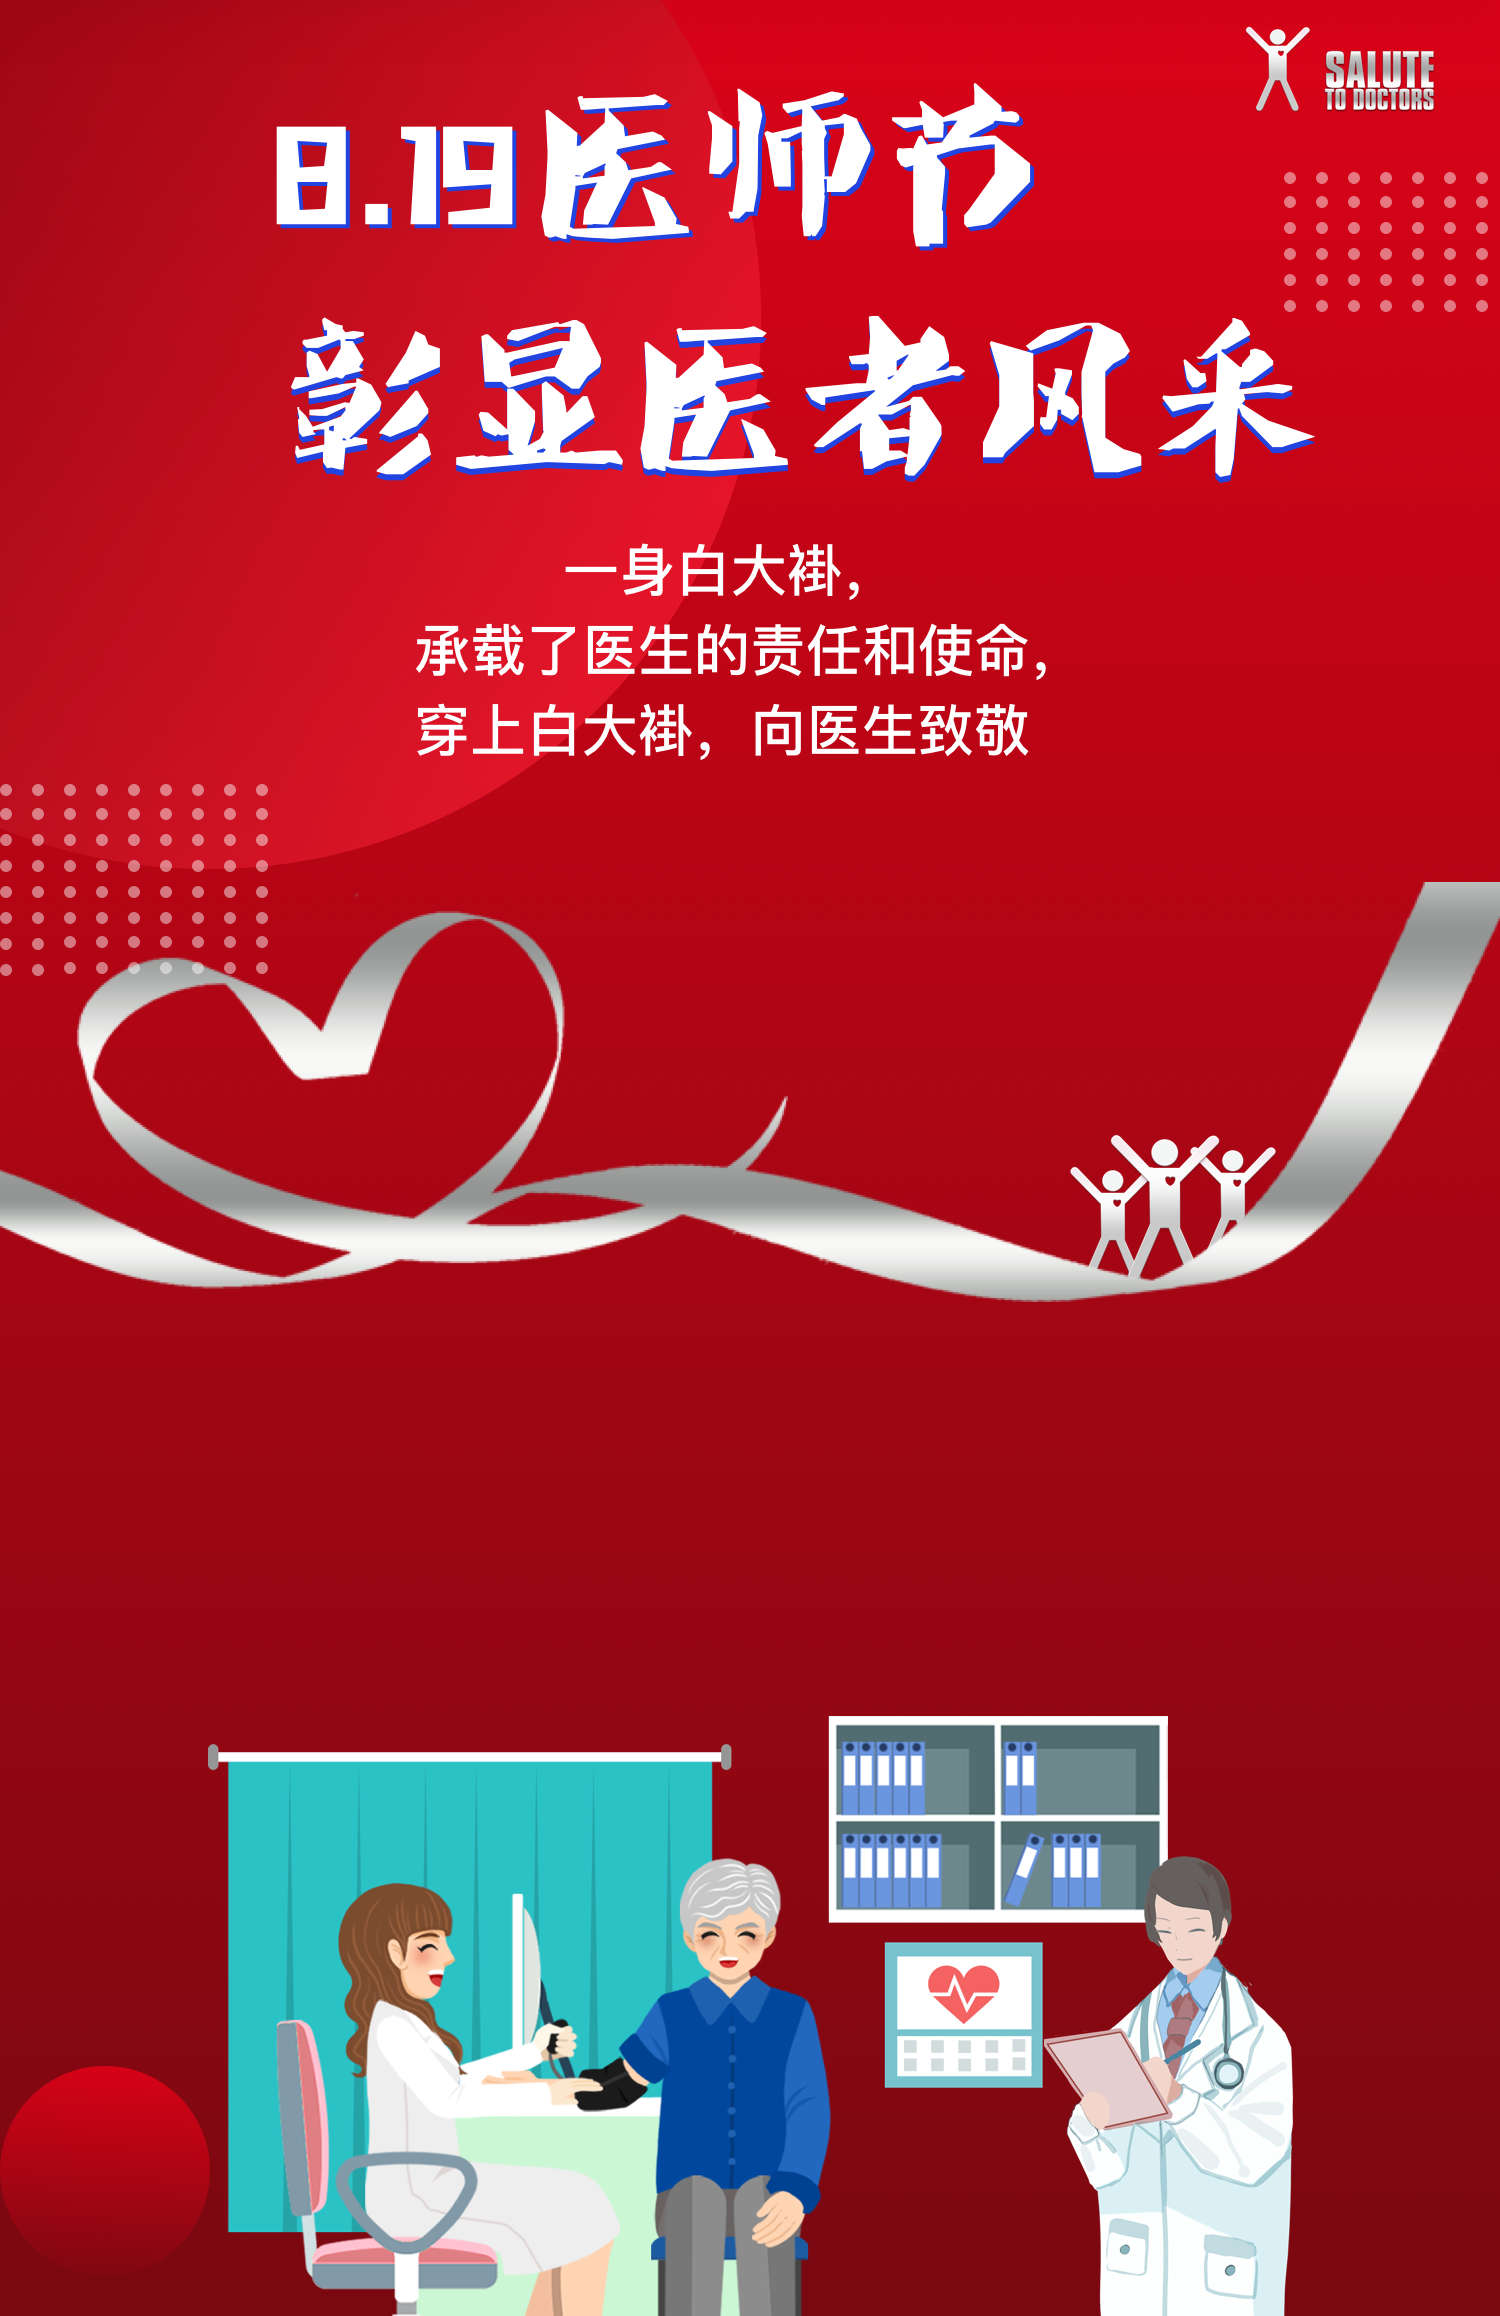 SALUTE
TO DOCTORS
8.19医师节
彰显医者风采
一身白大褂，
承载了医生的责任和使命，
穿上白大褂，向医生致敬